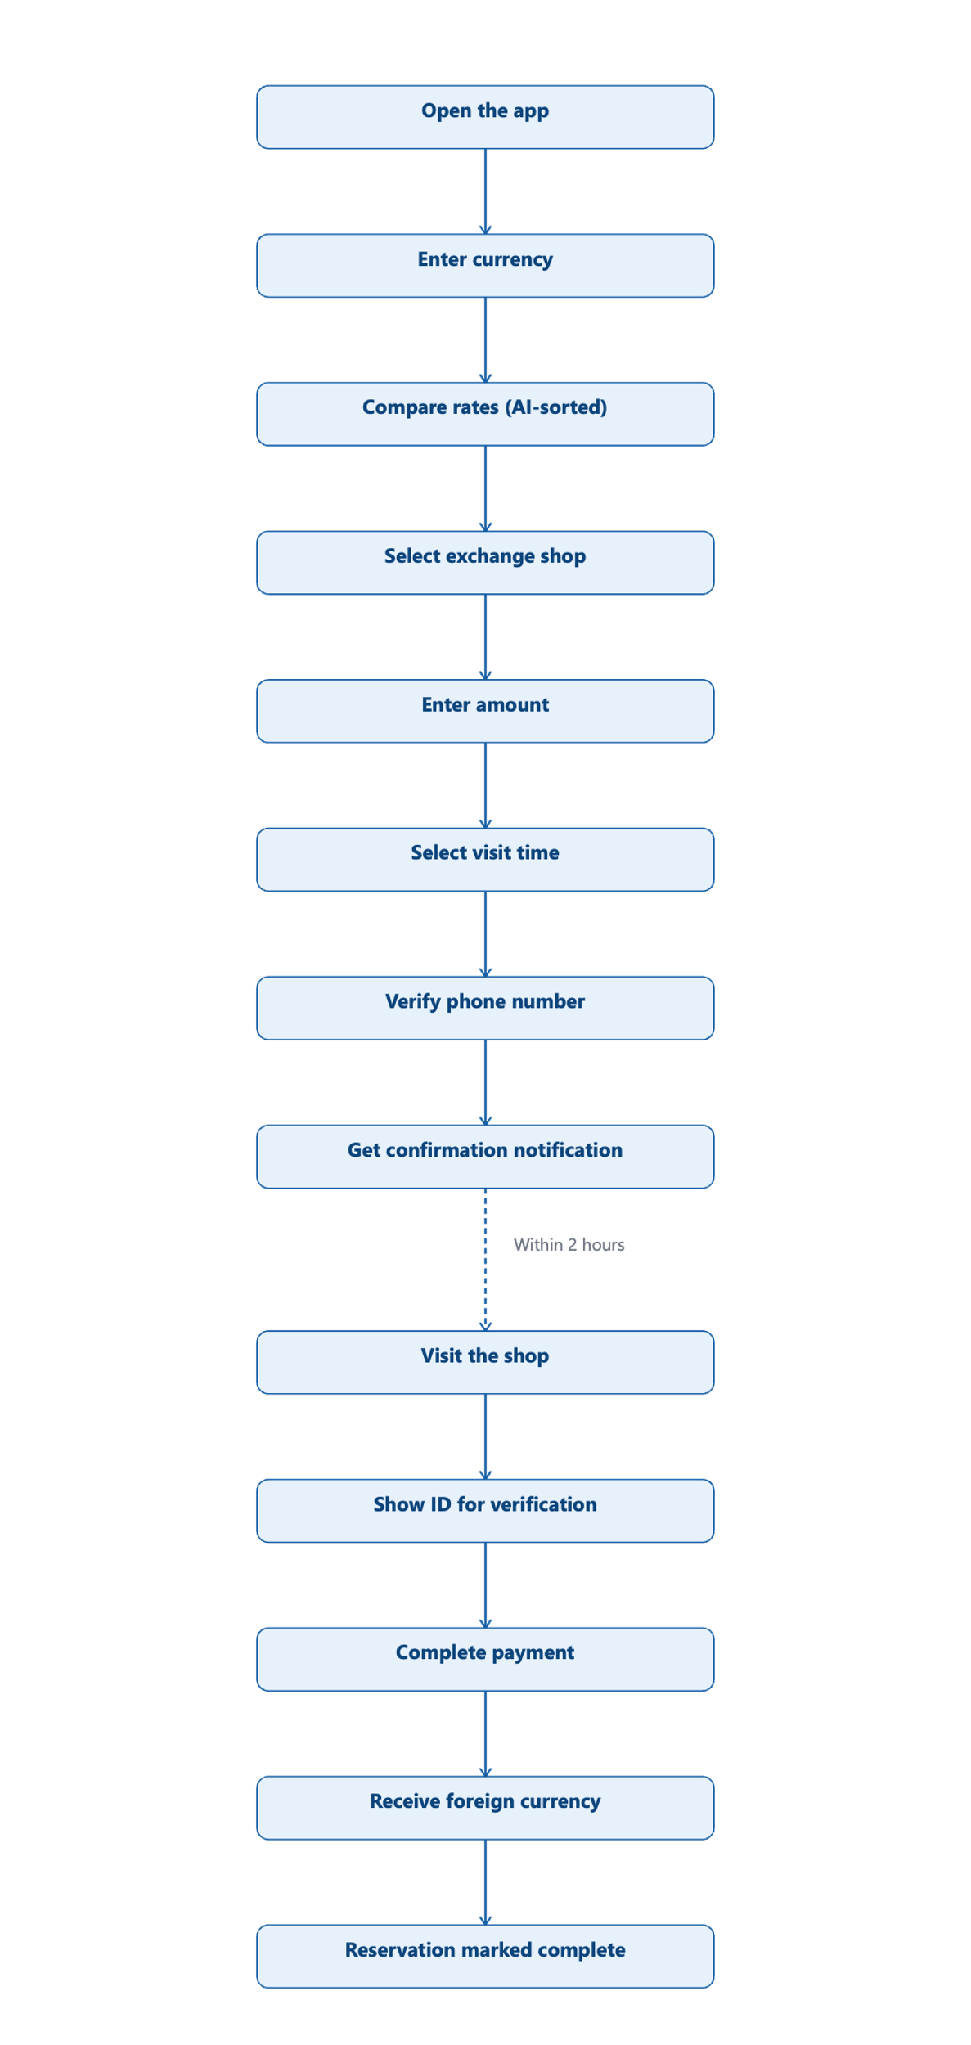 Open the app
Enter currency
Compare rates (AI-sorted)
Select exchange shop
Enter amount
Select visit time
Verify phone number
Get confirmation notification
Within 2 hours
Visit the shop
Show ID for verification
Complete payment
Receive foreign currency
Reservation marked complete